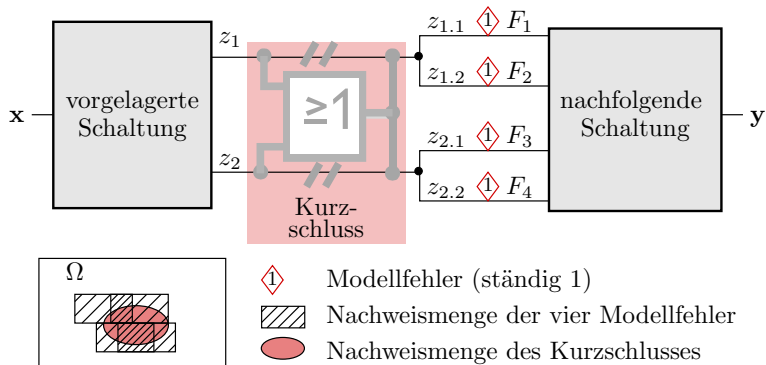 z1.1 1 F1
z1
z1.2 1 F2
x
vorgelagerte
Schaltung
≥1
nachfolgende
Schaltung
y
z2.1 1 F3
z2
z2.2 1 F4
Kurz-
schluss
Ω
1 Modellfehler (ständig 1)
Nachweismenge der vier Modellfehler
Nachweismenge des Kurzschlusses